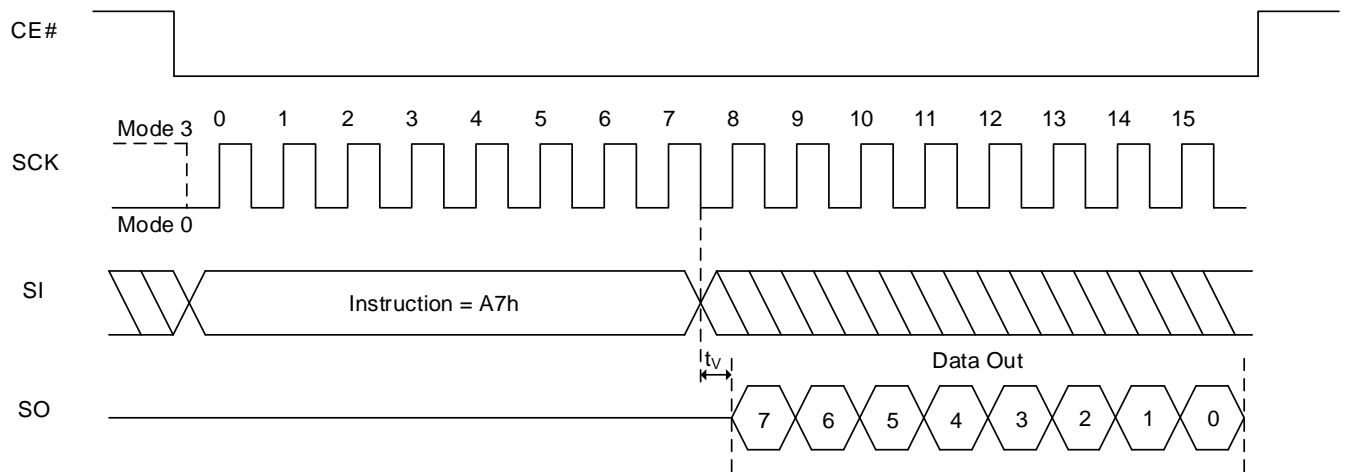 CE#
Mode 3
0 1 2 3 4 5 6 7 8 9 10 11 12 13 14 15
SCK
Mode 0
SI
Instruction = A7h
tV
Data Out
SO
7 6 5 4 3 2 1 0